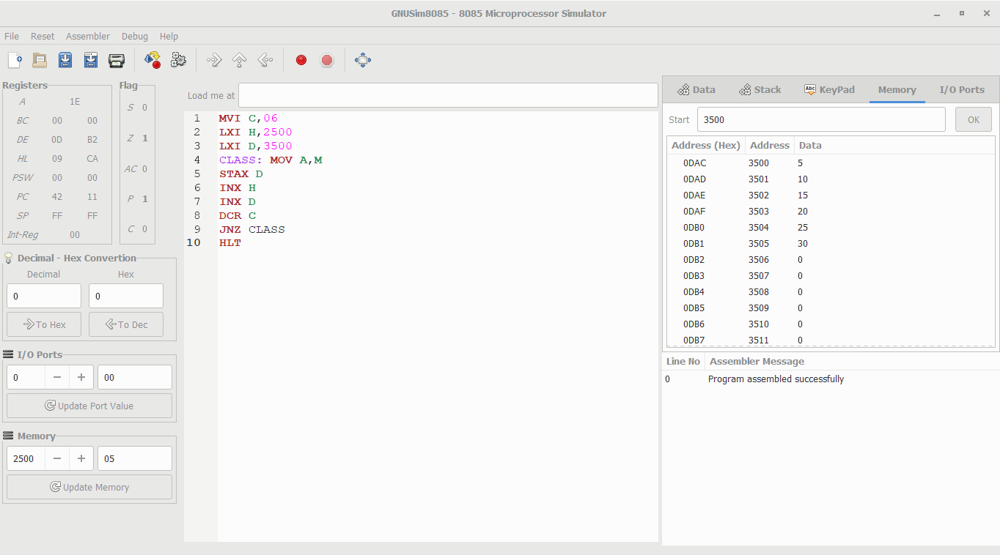 GNUSim8085 - 8085 Microprocessor Simulator
File Reset Assembler Debug Help
Registers
A 1E
BC 00 00
DE 0D B2
HL 09 CA
PSW 00 00
PC 42 11
SP FF FF
Int-Reg 00
Flag
S 0
Z 1
AC 0
P 1
C 0
Decimal - Hex Convertion
Decimal Hex
0 0
To Hex To Dec
I/O Ports
0 − + 00
Update Port Value
Memory
2500 − + 05
Update Memory
Load me at
1 MVI C,06
2 LXI H,2500
3 LXI D,3500
4 CLASS: MOV A,M
5 STAX D
6 INX H
7 INX D
8 DCR C
9 JNZ CLASS
10 HLT
Data Stack Abc KeyPad Memory I/O Ports
Start 3500 OK
Address (Hex) Address Data
0DAC 3500 5
0DAD 3501 10
0DAE 3502 15
0DAF 3503 20
0DB0 3504 25
0DB1 3505 30
0DB2 3506 0
0DB3 3507 0
0DB4 3508 0
0DB5 3509 0
0DB6 3510 0
0DB7 3511 0
Line No Assembler Message
0 Program assembled successfully